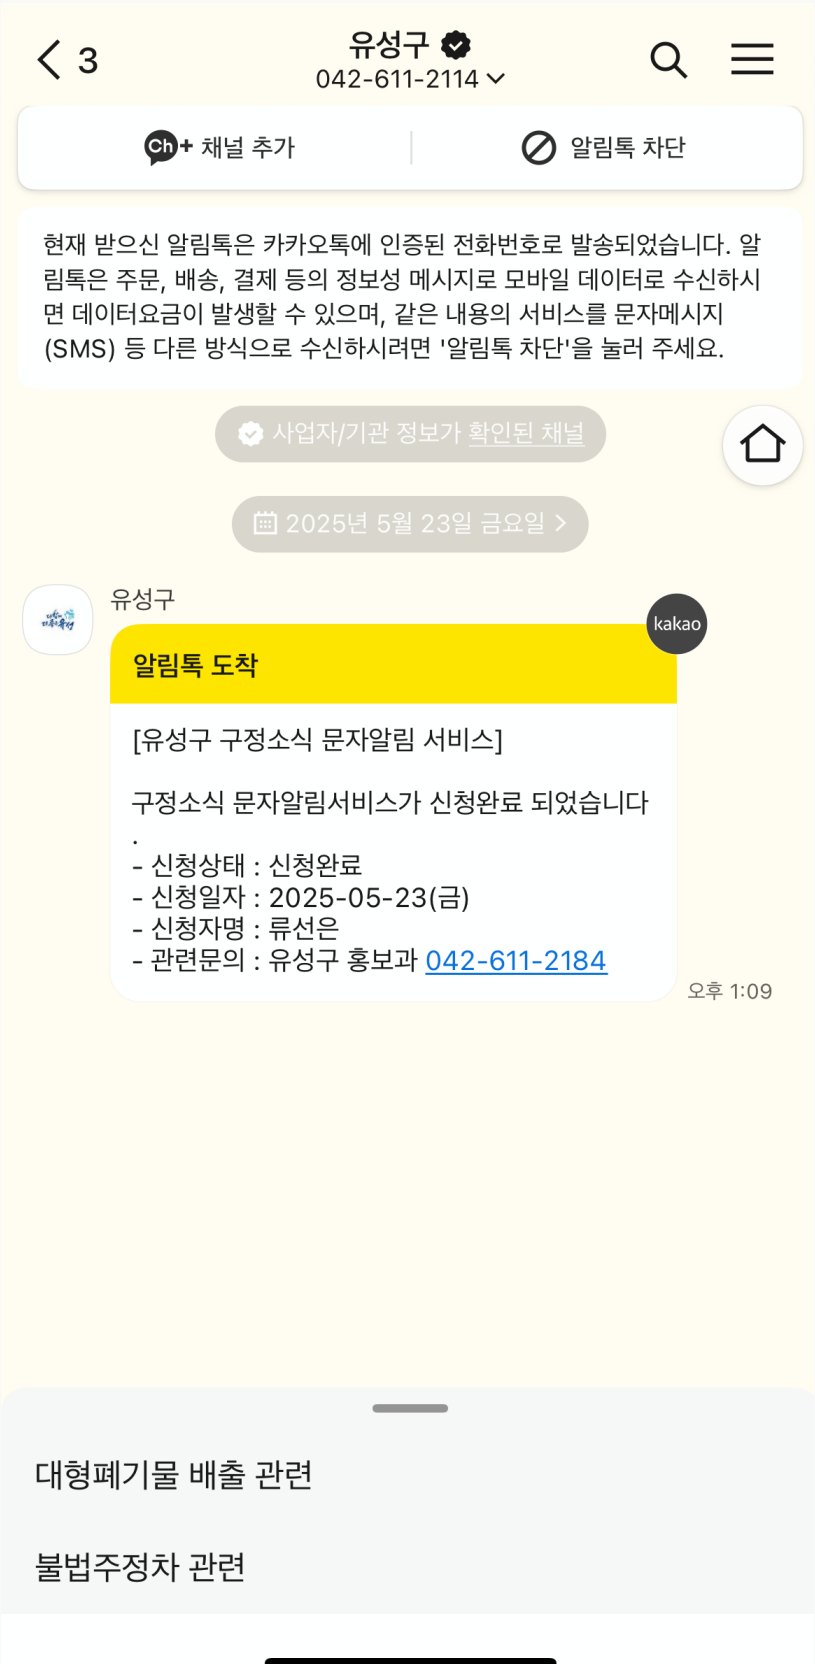 3
유성구
042-611-2114
Ch+ 채널 추가
알림톡 차단
현재 받으신 알림톡은 카카오톡에 인증된 전화번호로 발송되었습니다. 알
림톡은 주문, 배송, 결제 등의 정보성 메시지로 모바일 데이터로 수신하시
면 데이터요금이 발생할 수 있으며, 같은 내용의 서비스를 문자메시지
(SMS) 등 다른 방식으로 수신하시려면 '알림톡 차단'을 눌러 주세요.
사업자/기관 정보가 확인된 채널
2025년 5월 23일 금요일 >
유성구
kakao
알림톡 도착
[유성구 구정소식 문자알림 서비스]
구정소식 문자알림서비스가 신청완료 되었습니다
.
- 신청상태 : 신청완료
- 신청일자 : 2025-05-23(금)
- 신청자명 : 류선은
- 관련문의 : 유성구 홍보과 042-611-2184
오후 1:09
대형폐기물 배출 관련
불법주정차 관련